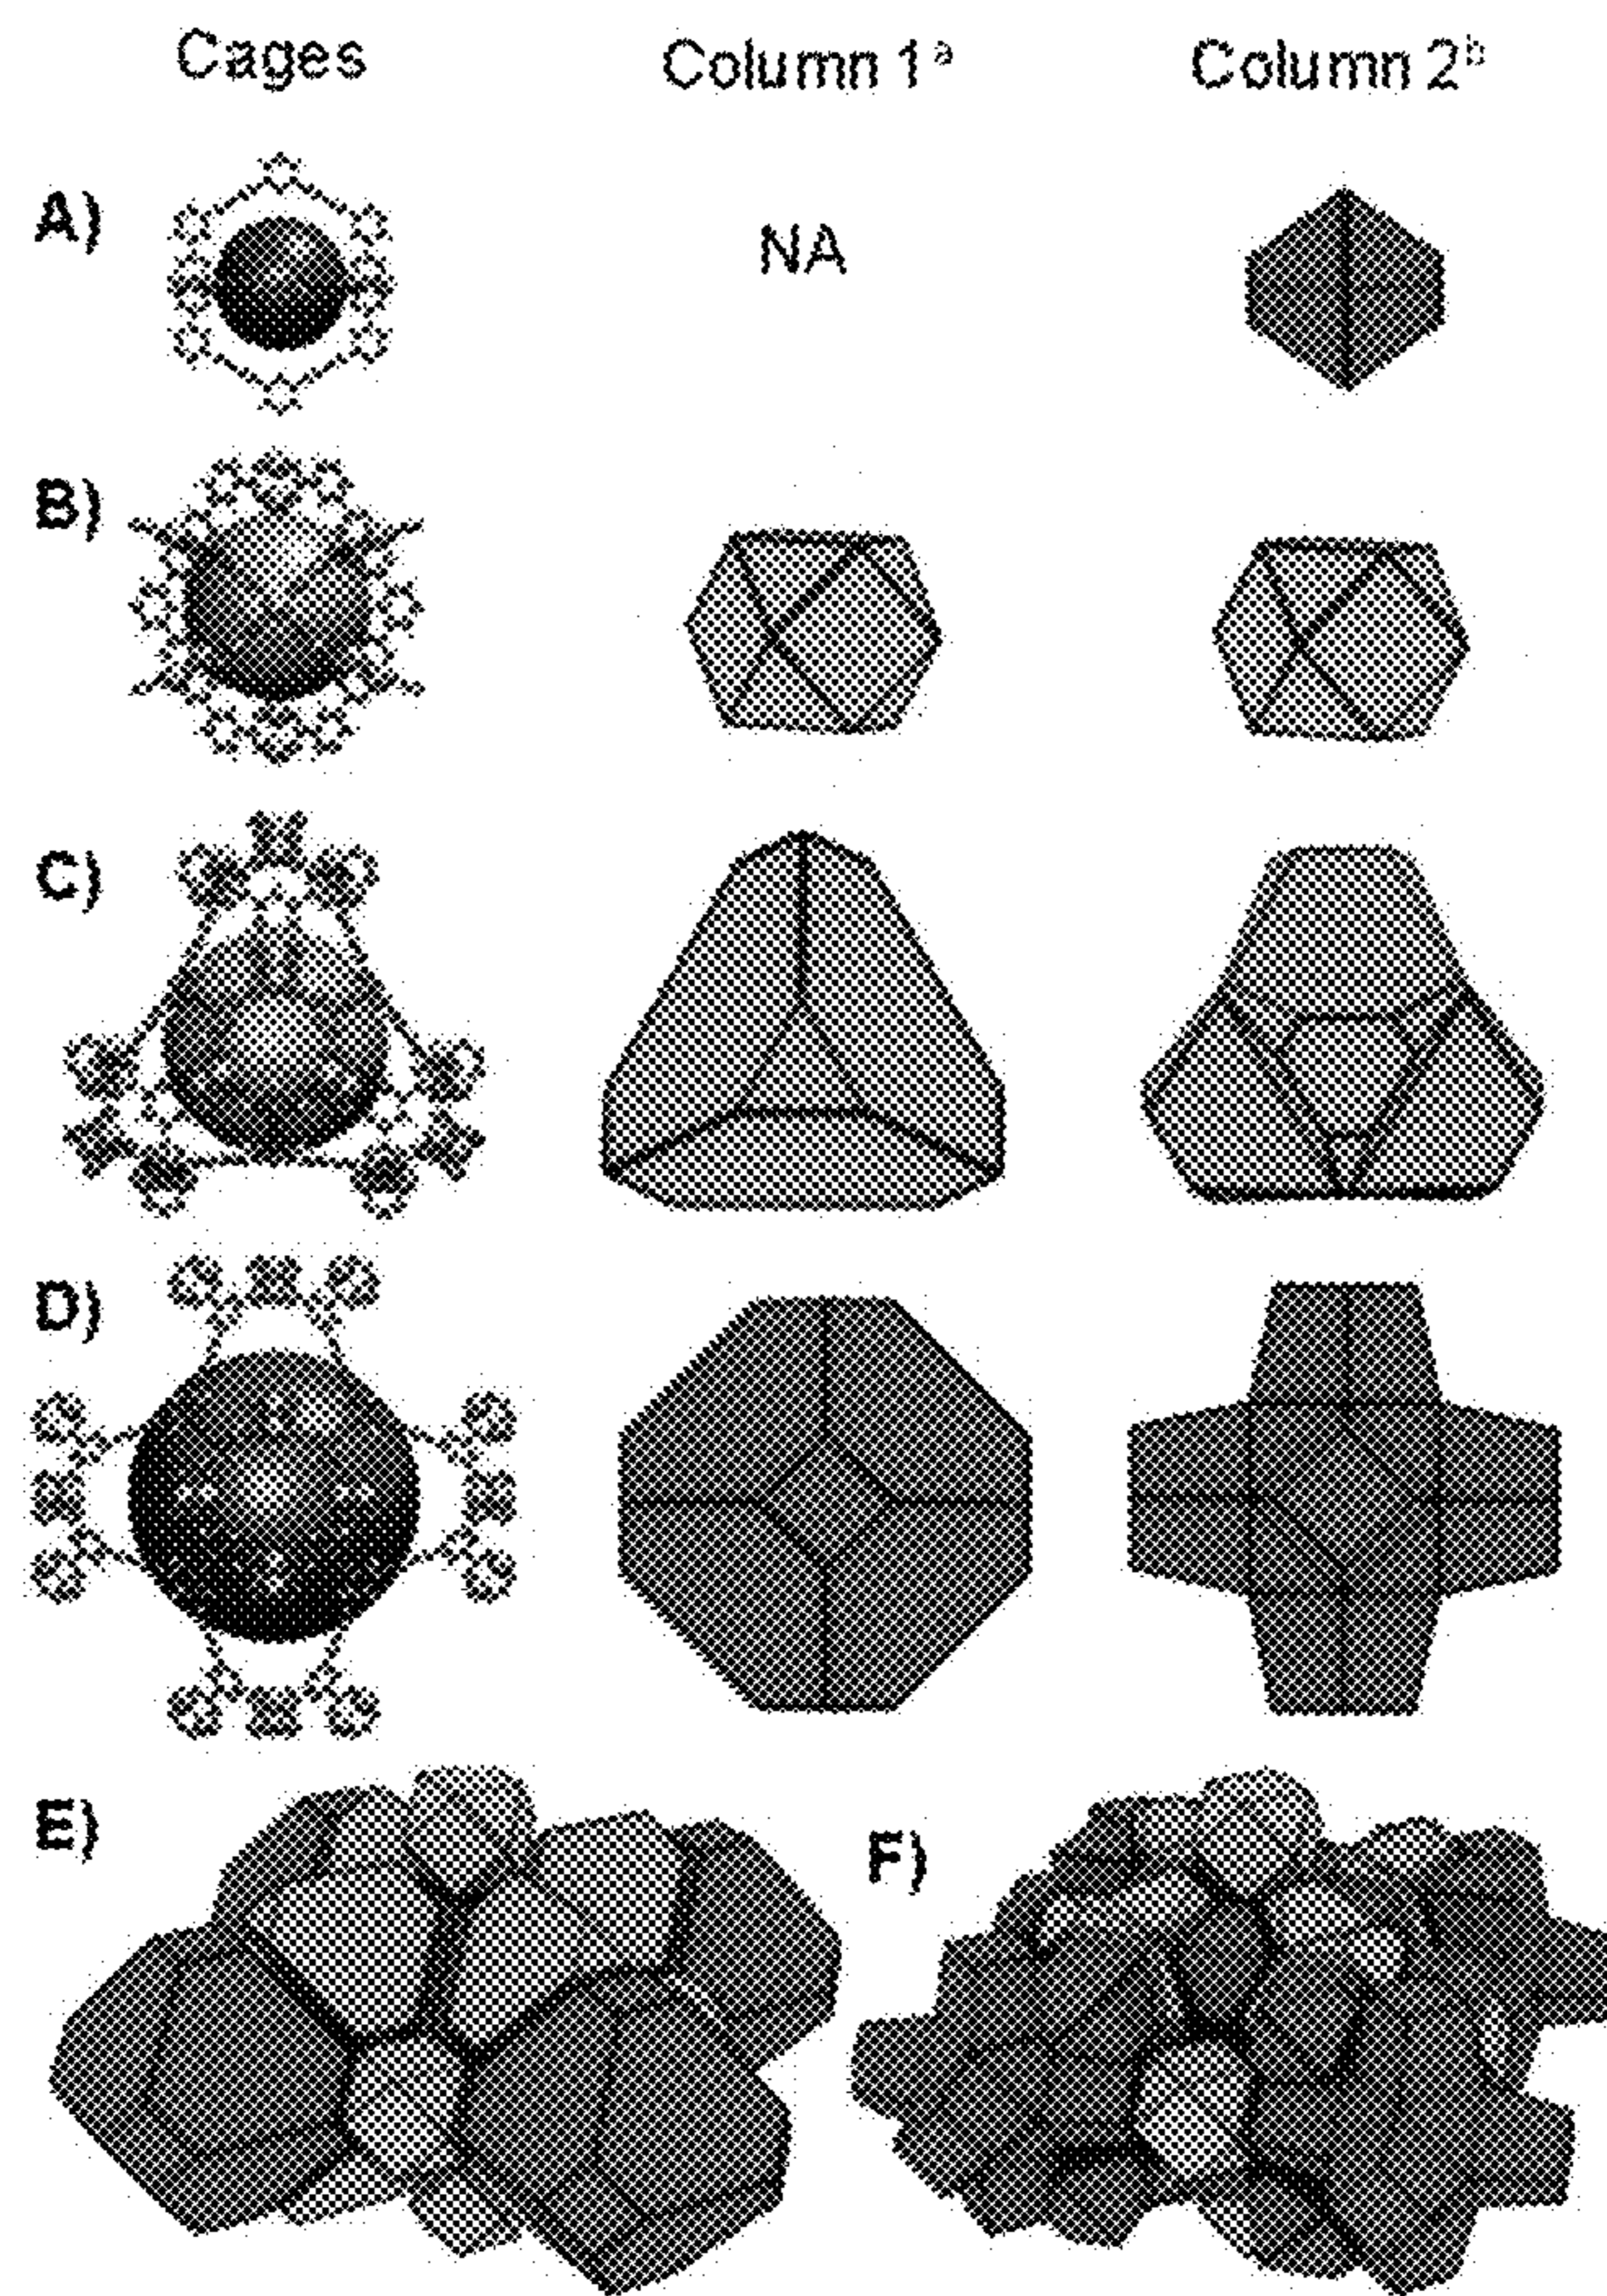 Cages Column 1ᵃ Column 2ᵇ
A) NA
B)
C)
D)
E) F)